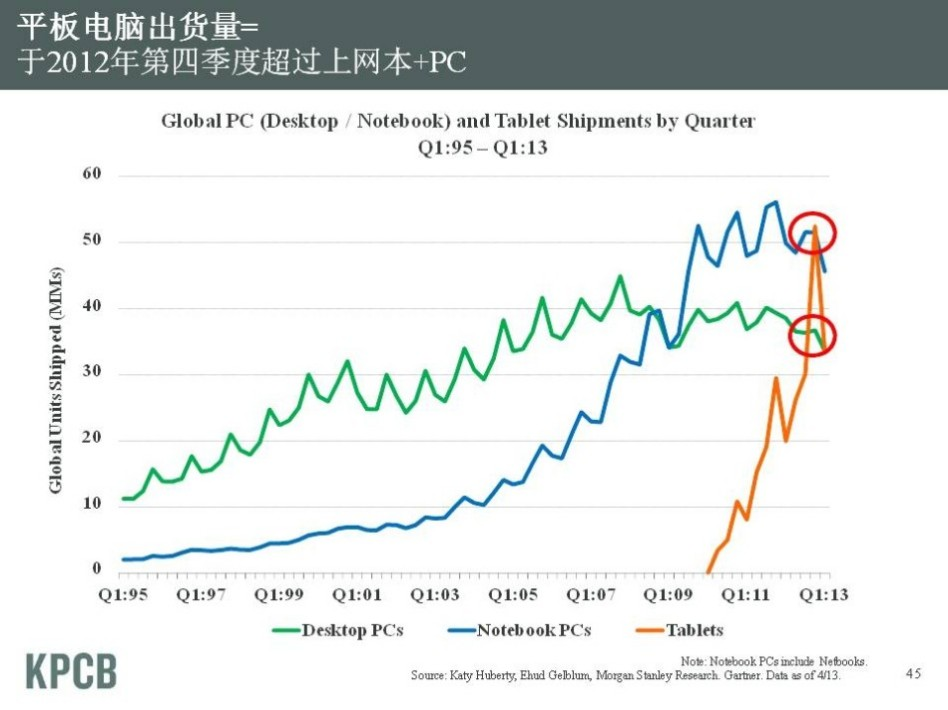 平板电脑出货量=
于2012年第四季度超过上网本+PC
Global PC (Desktop / Notebook) and Tablet Shipments by Quarter
Q1:95 – Q1:13
Global Units Shipped (MMs)
60
50
40
30
20
10
0
Q1:95 Q1:97 Q1:99 Q1:01 Q1:03 Q1:05 Q1:07 Q1:09 Q1:11 Q1:13
Desktop PCs Notebook PCs Tablets
KPCB
Note: Notebook PCs include Netbooks.
Source: Katy Huberty, Ehud Gelblum, Morgan Stanley Research. Gartner. Data as of 4/13.
45